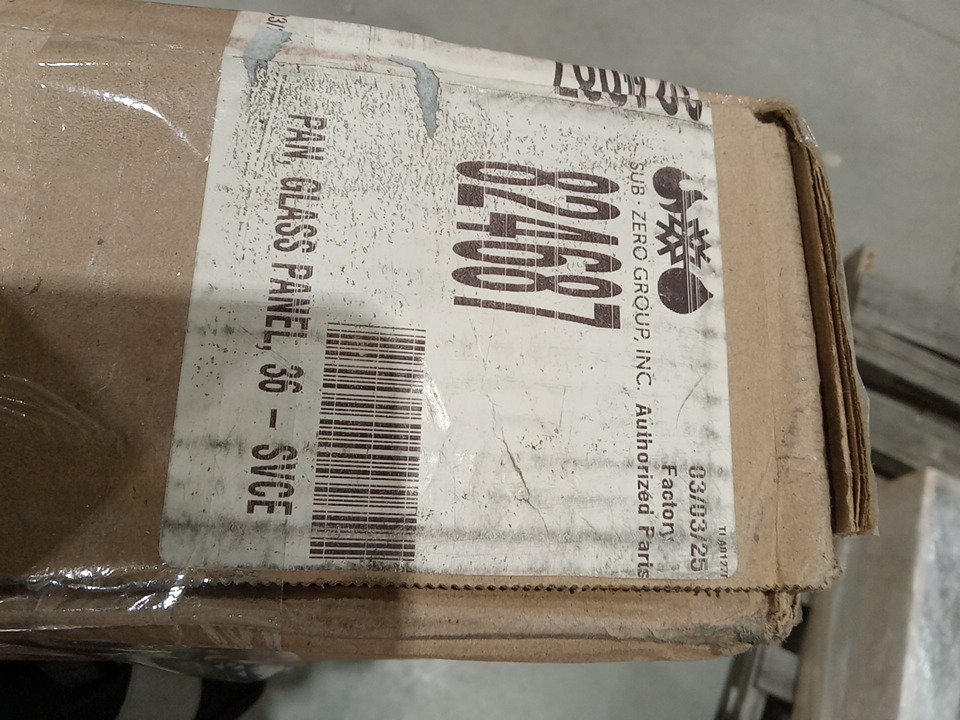 03/03/25
Factory
SUB - ZERO GROUP, INC. Authorized Parts
824687
PAN, GLASS PANEL, 36 - SVCE